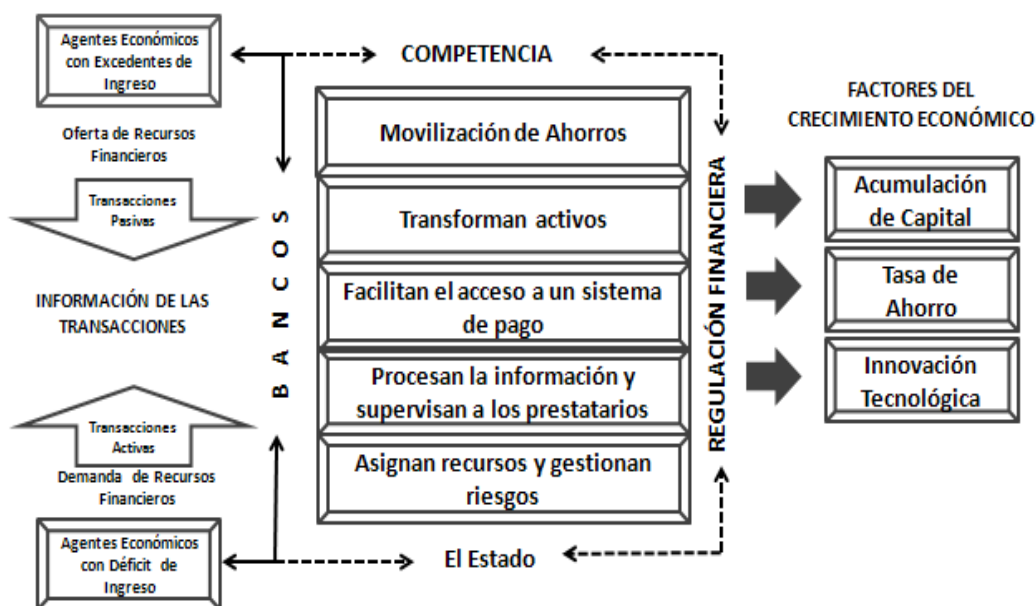 Agentes Económicos
con Excedentes de
Ingreso
Oferta de Recursos
Financieros
Transacciones
Pasivas
INFORMACIÓN DE LAS
TRANSACCIONES
Transacciones
Activas
Demanda de Recursos
Financieros
Agentes Económicos
con Déficit de
Ingreso
BANCOS
COMPETENCIA
Movilización de Ahorros
Transforman activos
Facilitan el acceso a un sistema
de pago
Procesan la información y
supervisan a los prestatarios
Asignan recursos y gestionan
riesgos
El Estado
REGULACIÓN FINANCIERA
FACTORES DEL
CRECIMIENTO ECONÓMICO
Acumulación
de Capital
Tasa de
Ahorro
Innovación
Tecnológica